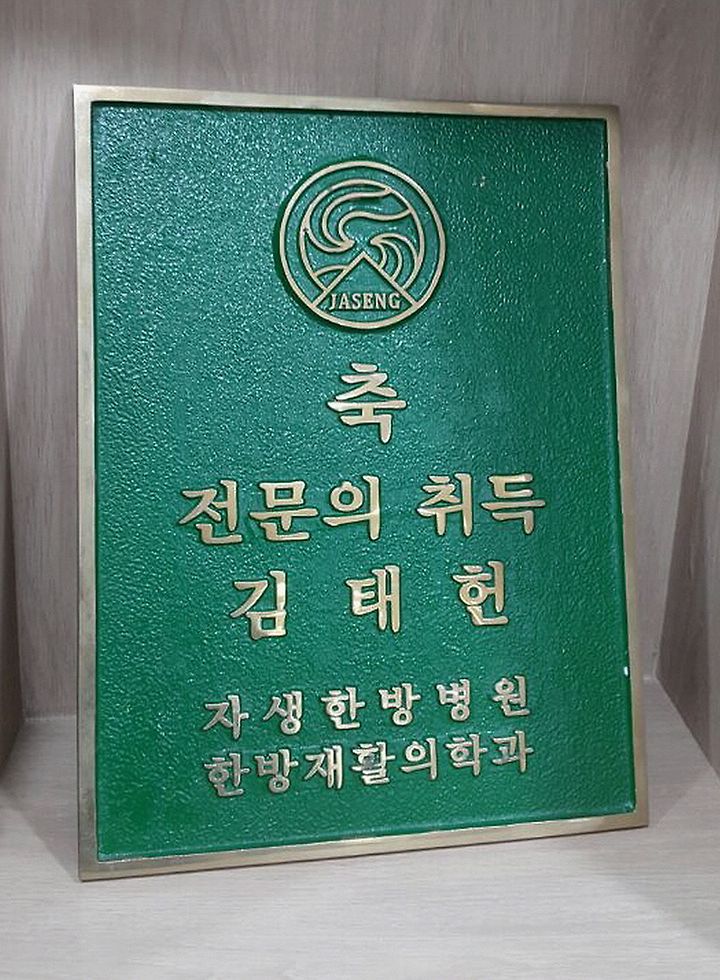 JASENG
축
전문의 취득
김 태 헌
자생한방병원
한방재활의학과